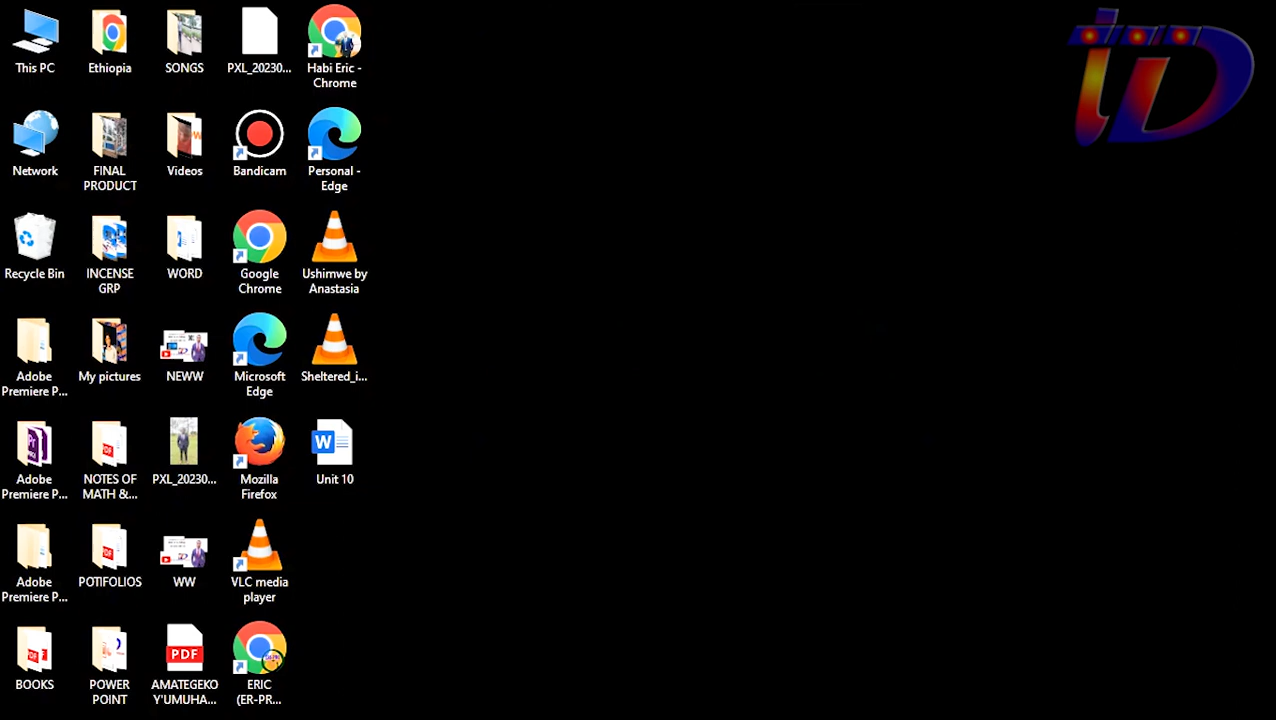 This PC
Ethiopia
SONGS
PXL_20230...
Habi Eric -
Chrome
Network
FINAL
PRODUCT
Videos
Bandicam
Personal -
Edge
Recycle Bin
INCENSE
GRP
WORD
Google
Chrome
Ushimwe by
Anastasia
Adobe
Premiere P...
My pictures
NEWW
Microsoft
Edge
Sheltered_i...
Adobe
Premiere P...
NOTES OF
MATH &...
PXL_20230...
Mozilla
Firefox
Unit 10
Adobe
Premiere P...
POTIFOLIOS
WW
VLC media
player
BOOKS
POWER
POINT
PDF
AMATEGEKO
Y'UMUHA...
ERIC
(ER-PR...
iD